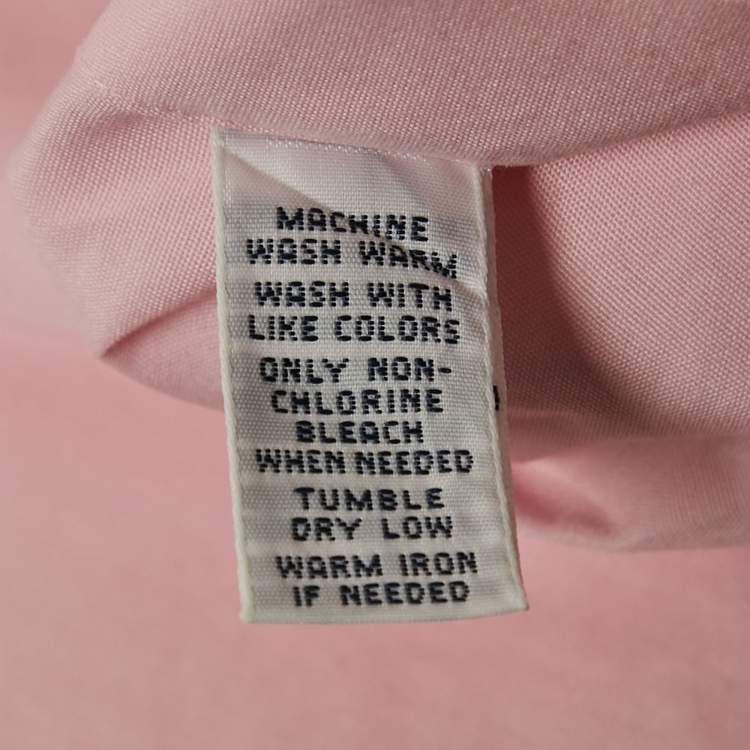 MACHINE
WASH WARM
WASH WITH
LIKE COLORS
ONLY NON-
CHLORINE
BLEACH
WHEN NEEDED
TUMBLE
DRY LOW
WARM IRON
IF NEEDED